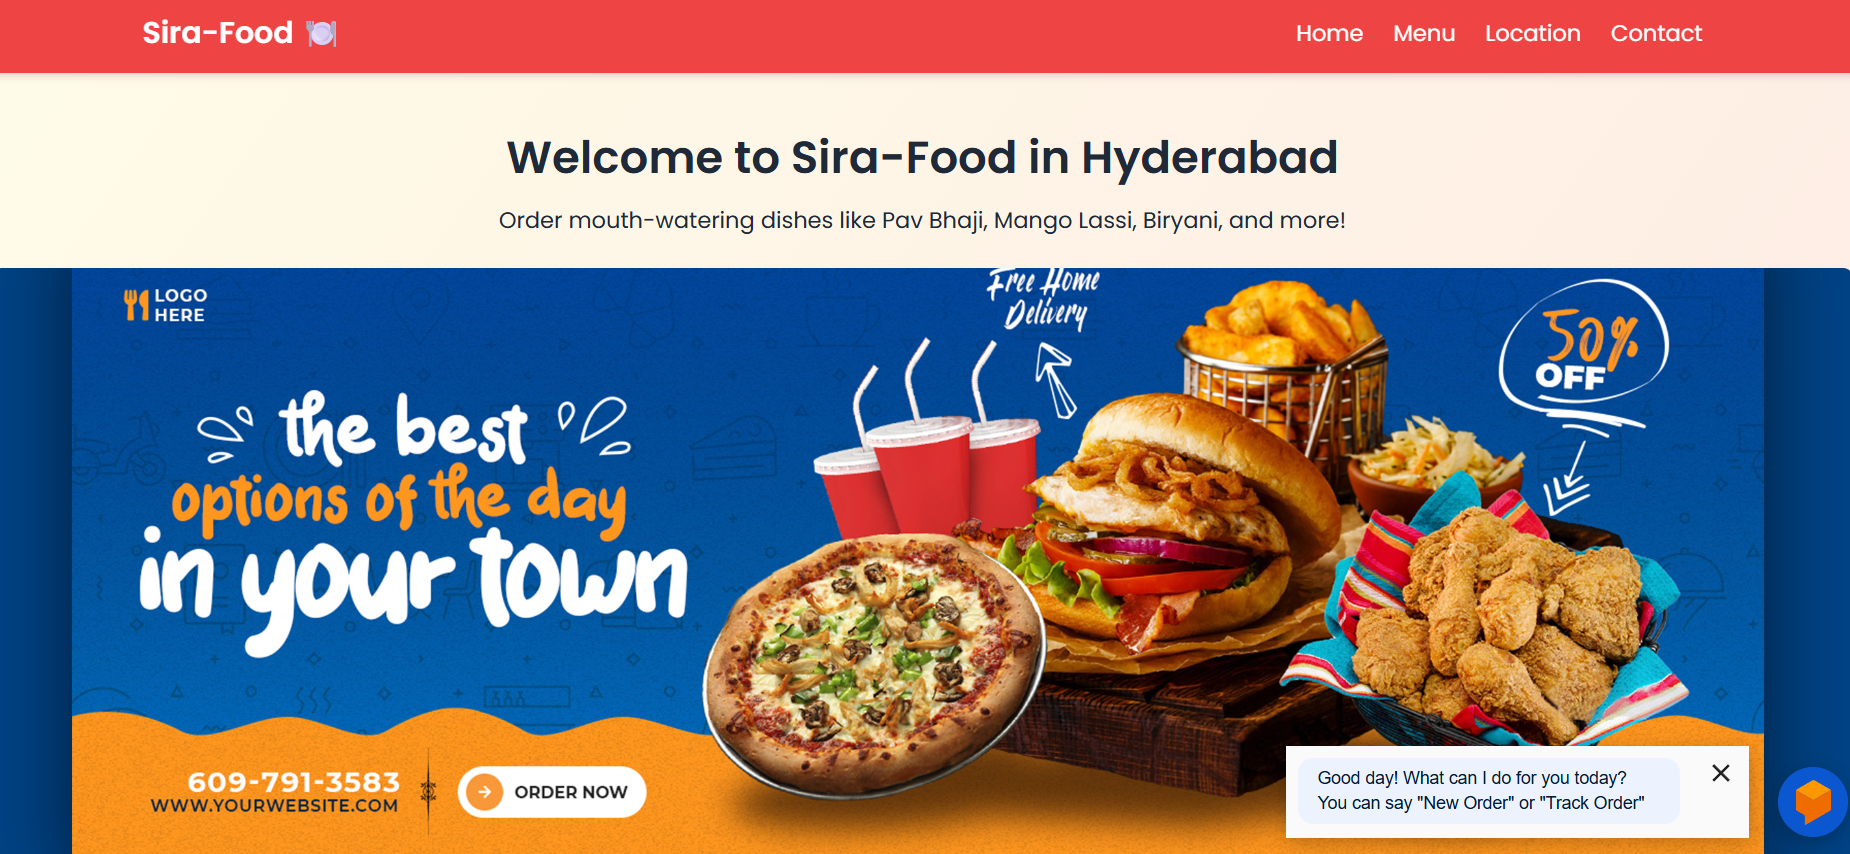 Sira-Food 🍽️
Home Menu Location Contact
Welcome to Sira-Food in Hyderabad
Order mouth-watering dishes like Pav Bhaji, Mango Lassi, Biryani, and more!
LOGO
HERE
Free Home
Delivery
50%
OFF
the best
options of the day
in your town
609-791-3583
WWW.YOURWEBSITE.COM
ORDER NOW
Good day! What can I do for you today?
You can say "New Order" or "Track Order"